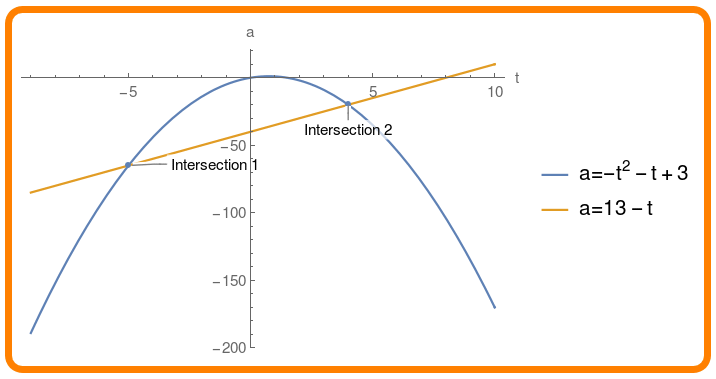 a
t
−5
5
10
Intersection 2
−50
Intersection 1
a=−t² − t + 3
a=13 − t
−100
−150
−200